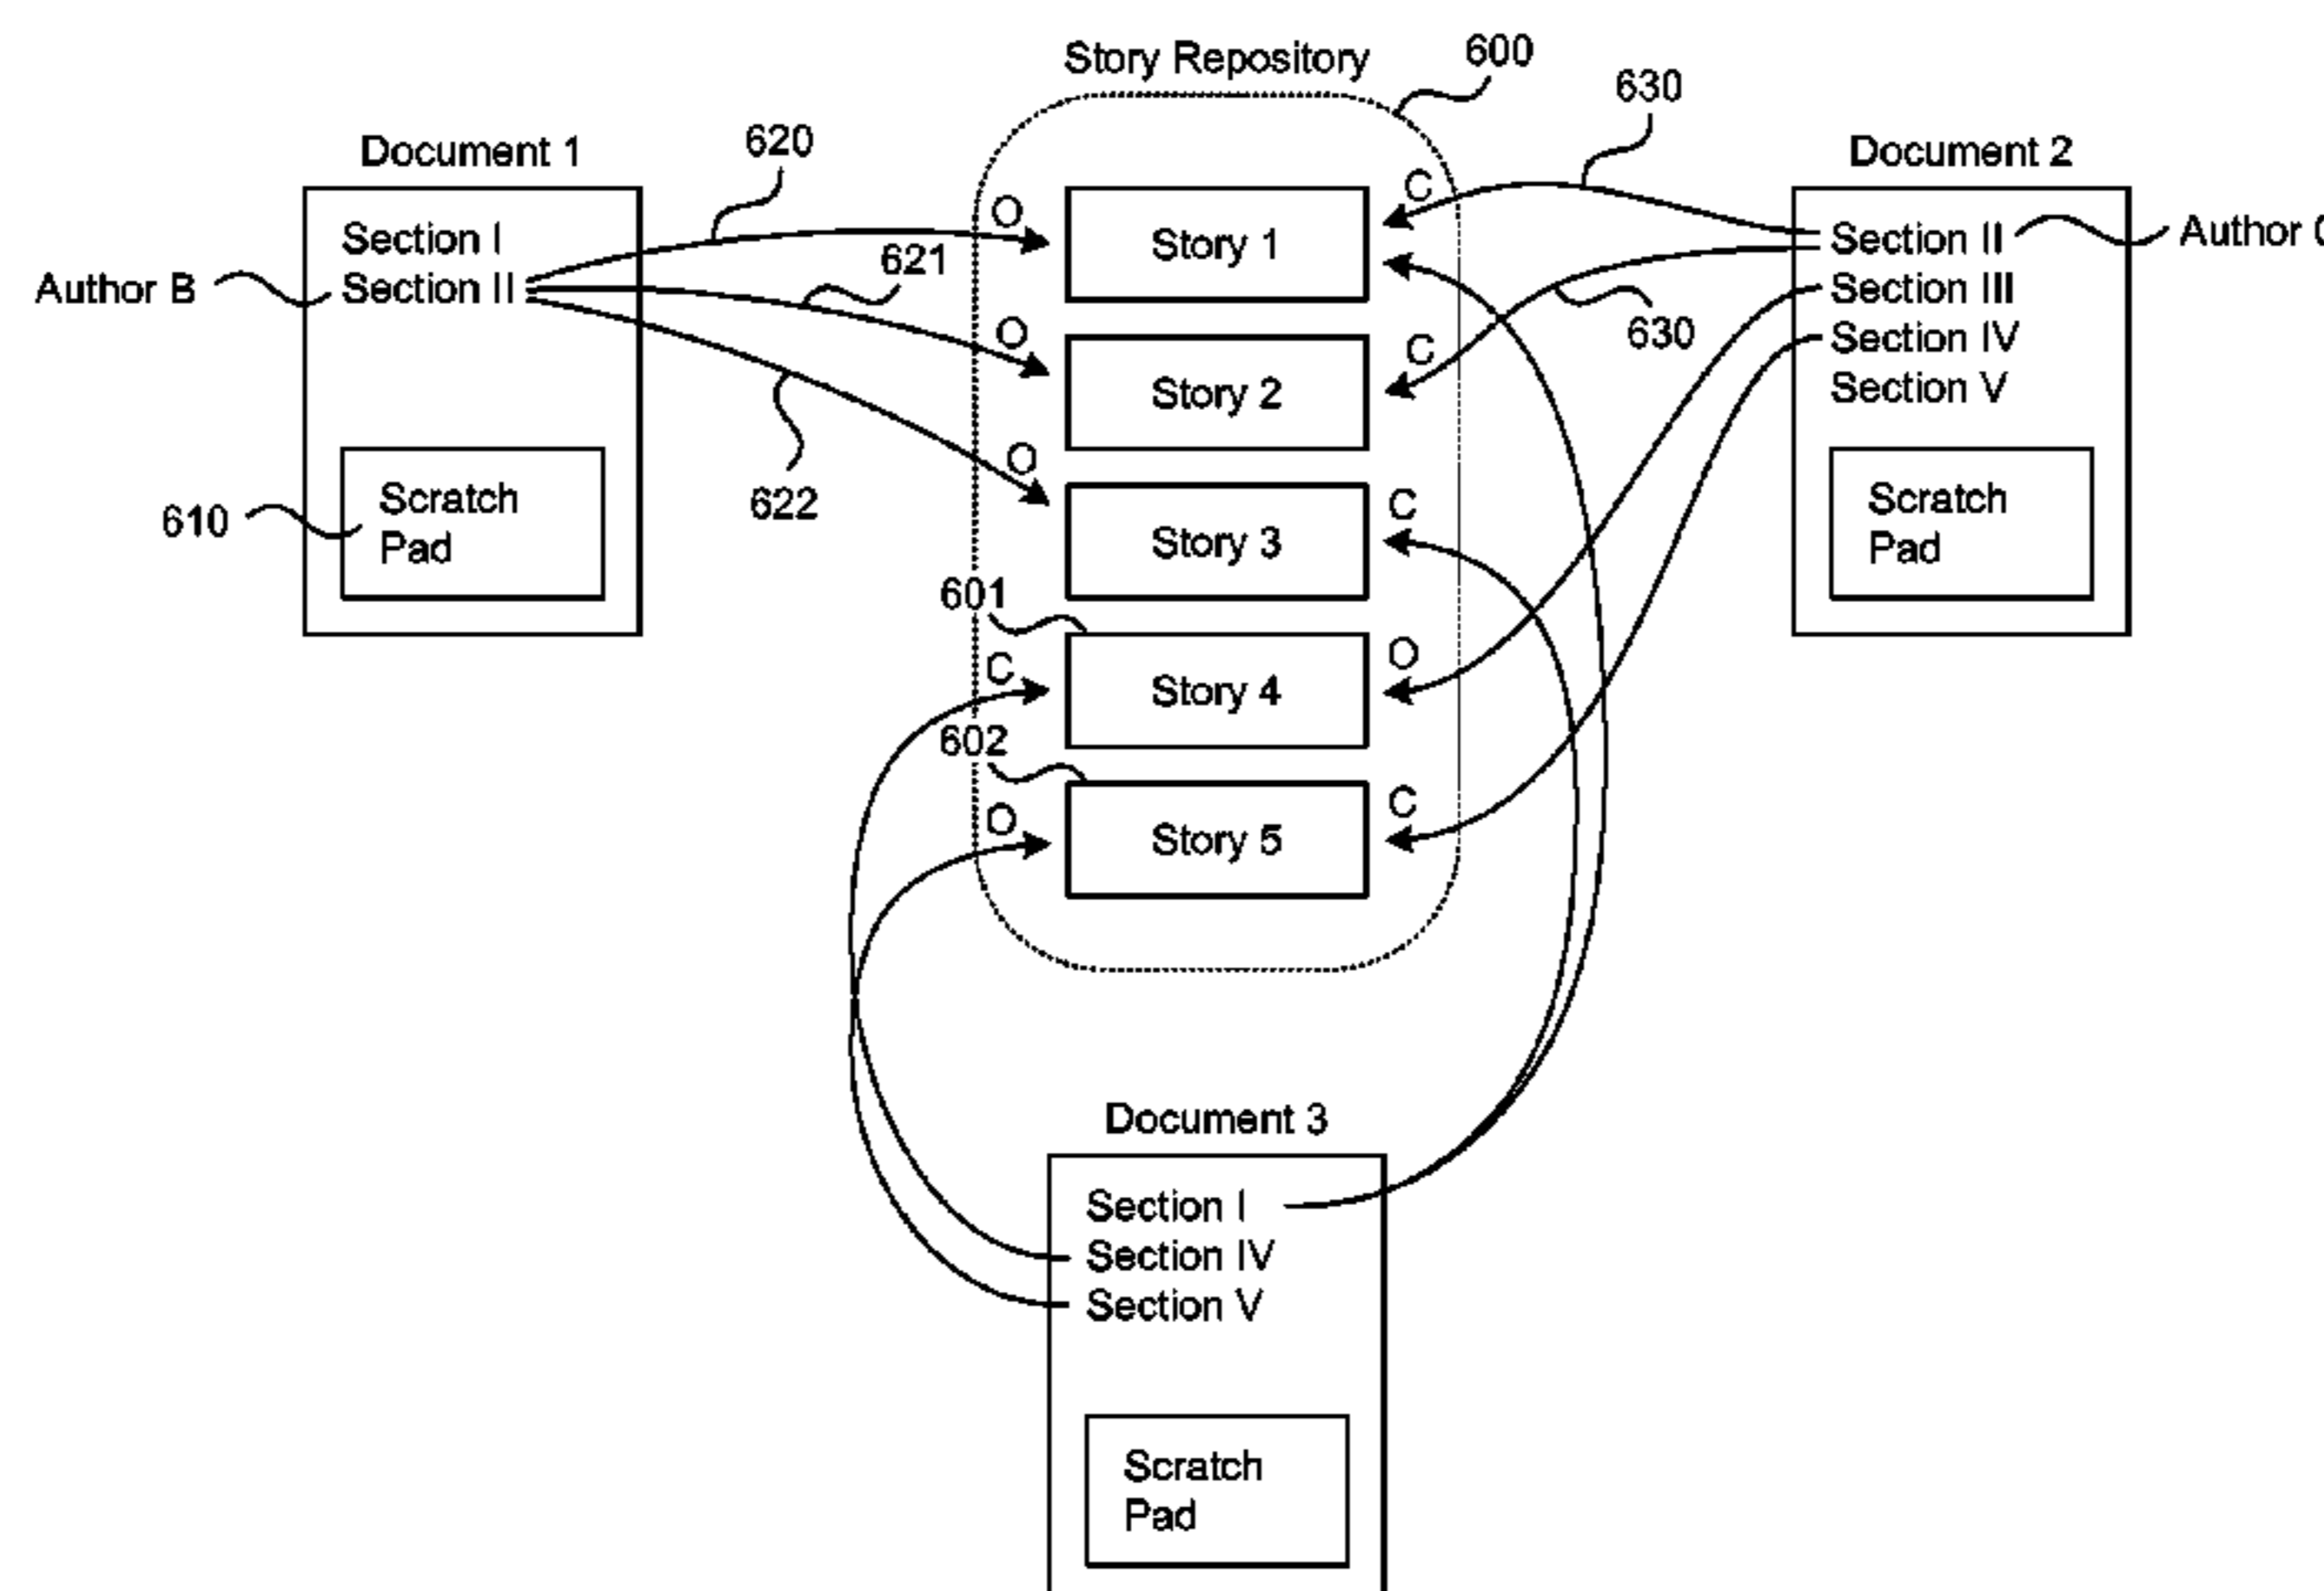 Story Repository
600
630
Document 1
620
Document 2
O
C
Section I
Section II
Author B
621
Story 1
Section II
Author
Section III
Section IV
Section V
630
O
C
Story 2
622
O
C
Story 3
610
Scratch
Pad
Scratch
Pad
601
C
O
Story 4
602
O
C
Story 5
Document 3
Section I
Section IV
Section V
Scratch
Pad